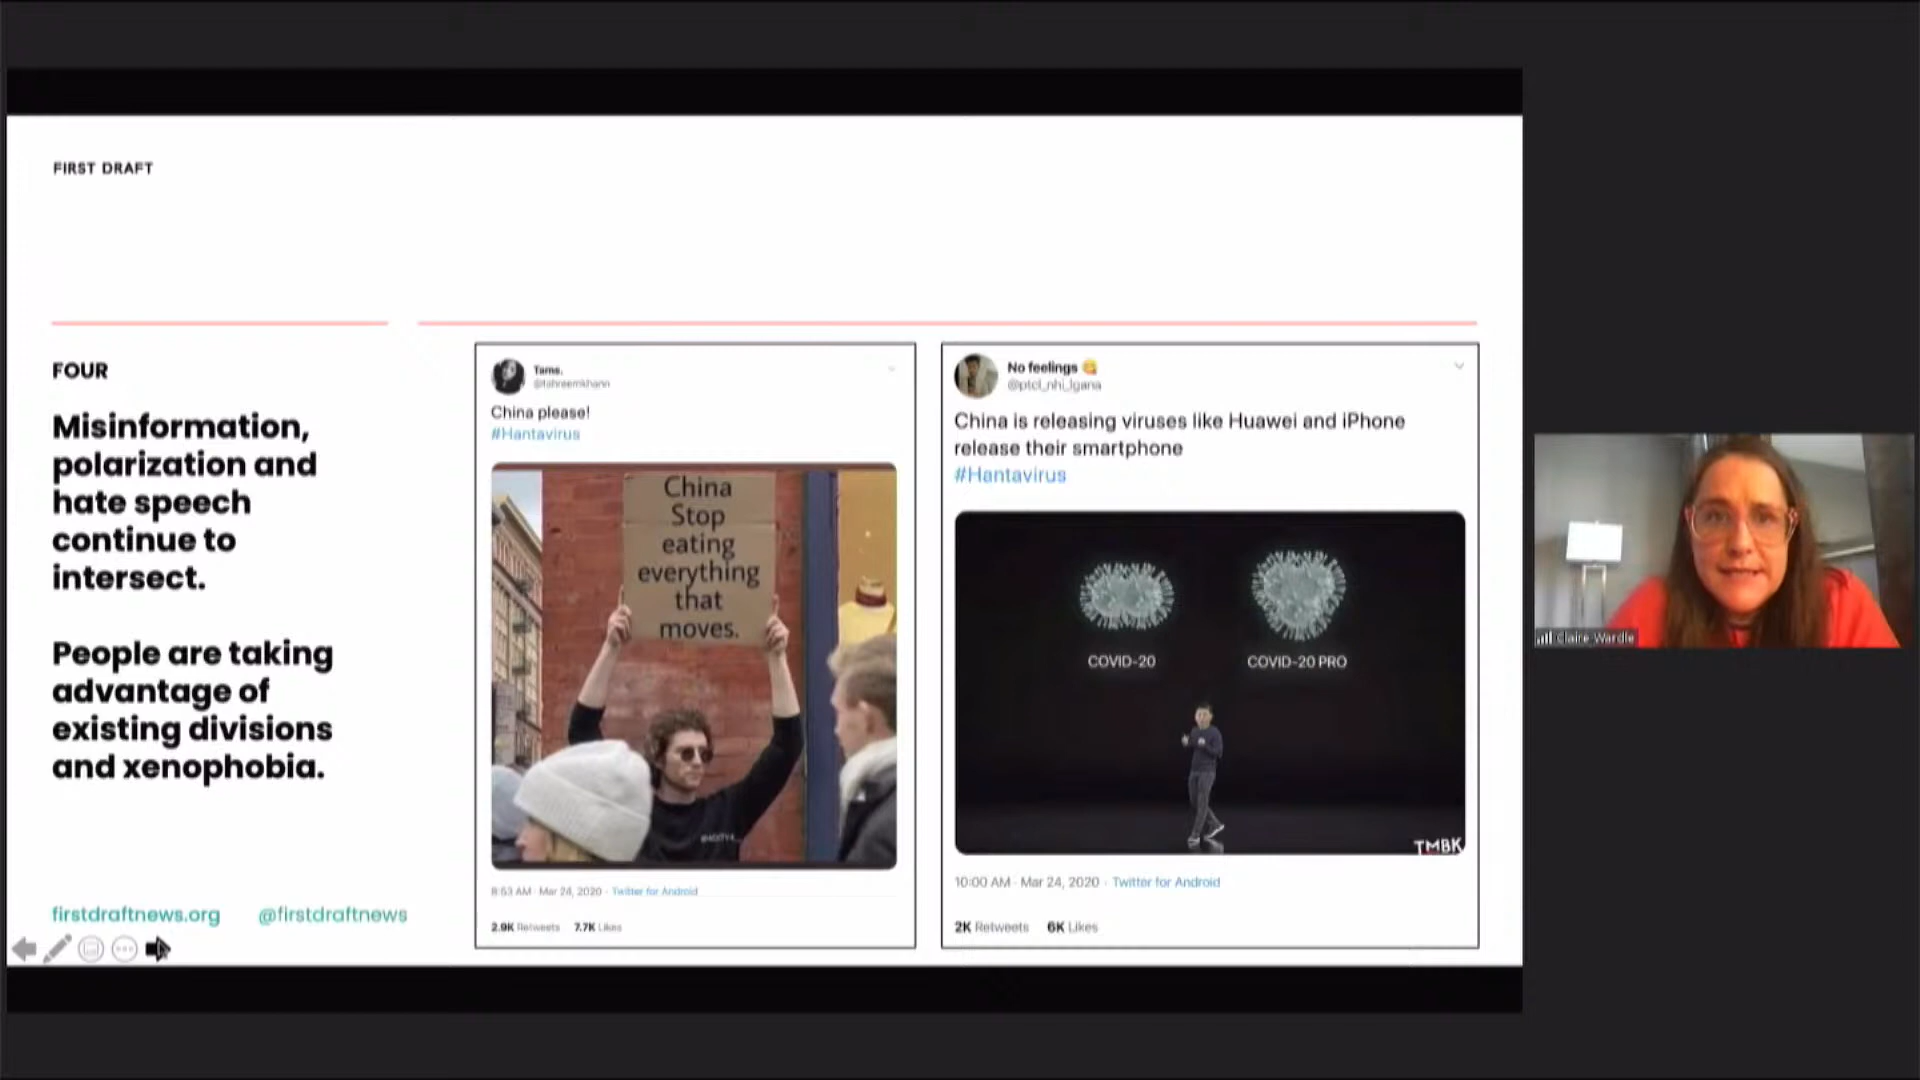 FIRST DRAFT
FOUR
Misinformation,
polarization and
hate speech
continue to
intersect.
People are taking
advantage of
existing divisions
and xenophobia.
firstdraftnews.org @firstdraftnews
Tams.
@tahreemkhann
China please!
#Hantavirus
China
Stop
eating
everything
that
moves.
8:53 AM · Mar 24, 2020 · Twitter for Android
2.9K Retweets 7.7K Likes
No feelings
@ptcl_nhi_lgana
China is releasing viruses like Huawei and iPhone
release their smartphone
#Hantavirus
COVID-20 COVID-20 PRO
TMBK
10:00 AM · Mar 24, 2020 · Twitter for Android
2K Retweets 6K Likes
Claire Wardle